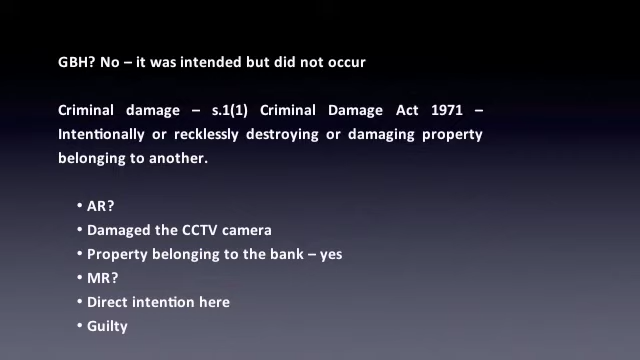 GBH? No – it was intended but did not occur
Criminal damage – s.1(1) Criminal Damage Act 1971 –
Intentionally or recklessly destroying or damaging property
belonging to another.
• AR?
• Damaged the CCTV camera
• Property belonging to the bank – yes
• MR?
• Direct intention here
• Guilty